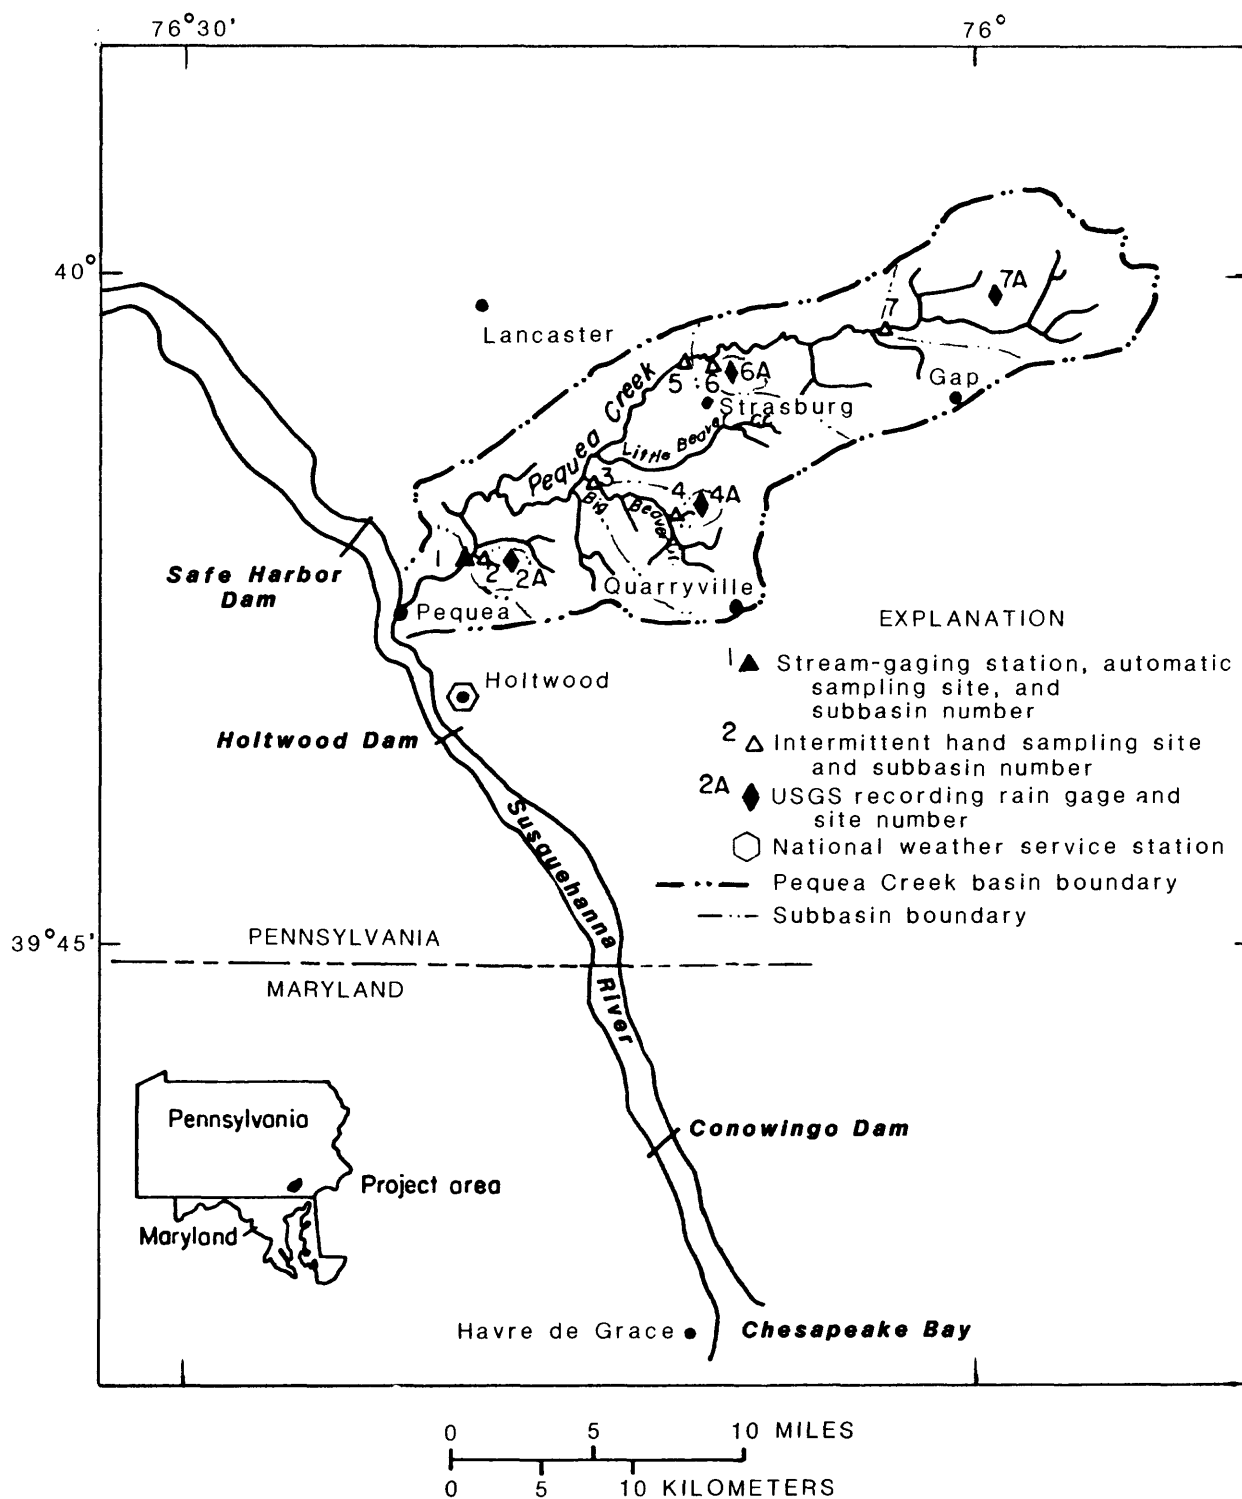 76°30'
76°
40°
7A
7
Lancaster
Pequea Creek
5
6
6A
Gap
Strasburg
Little Beaver Cr.
3
Big Beaver
4
4A
1
2
2A
Safe Harbor
Dam
Quarryville
Pequea
EXPLANATION
1 Stream-gaging station, automatic
sampling site, and
subbasin number
Holtwood
2 Intermittent hand sampling site
and subbasin number
Holtwood Dam
2A USGS recording rain gage and
site number
National weather service station
Pequea Creek basin boundary
Subbasin boundary
Susquehanna River
39°45'
PENNSYLVANIA
MARYLAND
Pennsylvania
Conowingo Dam
Project area
Maryland
Havre de Grace
Chesapeake Bay
0 5 10 MILES
0 5 10 KILOMETERS